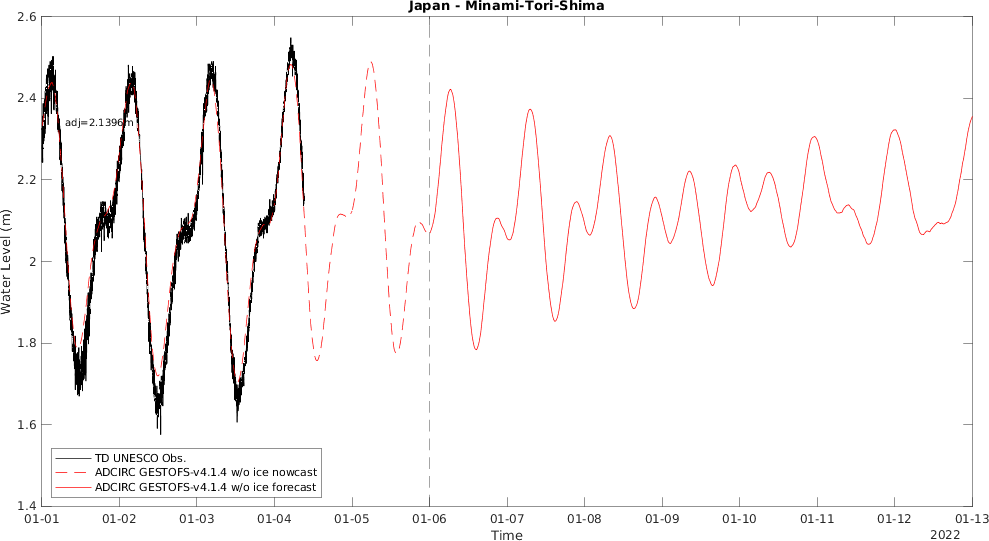 Japan - Minami-Tori-Shima
2.6
2.4
2.2
2
1.8
1.6
1.4
Water Level (m)
adj=2.1396m
TD UNESCO Obs.
ADCIRC GESTOFS-v4.1.4 w/o ice nowcast
ADCIRC GESTOFS-v4.1.4 w/o ice forecast
01-01 01-02 01-03 01-04 01-05 01-06 01-07 01-08 01-09 01-10 01-11 01-12 01-13
Time
2022